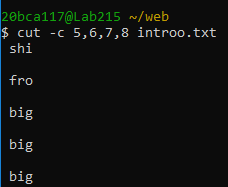 20bca117@Lab215 ~/web
$ cut -c 5,6,7,8 introo.txt
shi
fro
big
big
big